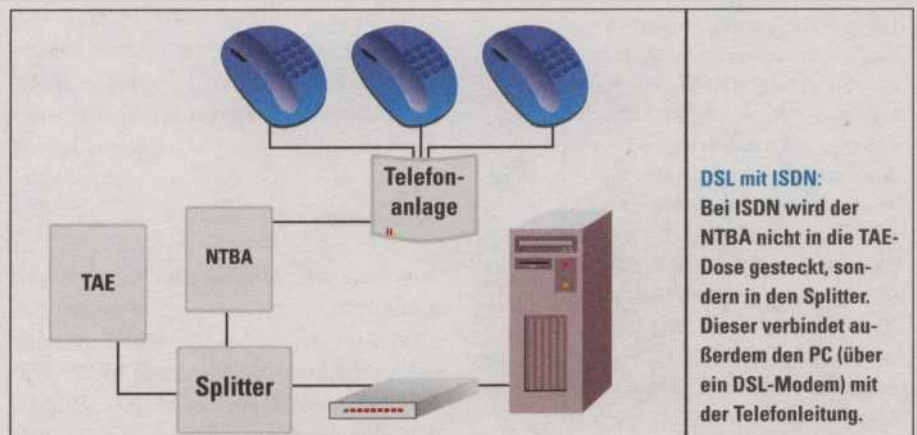 Telefon-
anlage
NTBA
TAE
Splitter
DSL mit ISDN:
Bei ISDN wird der
NTBA nicht in die TAE-
Dose gesteckt, son-
dern in den Splitter.
Dieser verbindet au-
ßerdem den PC (über
ein DSL-Modem) mit
der Telefonleitung.